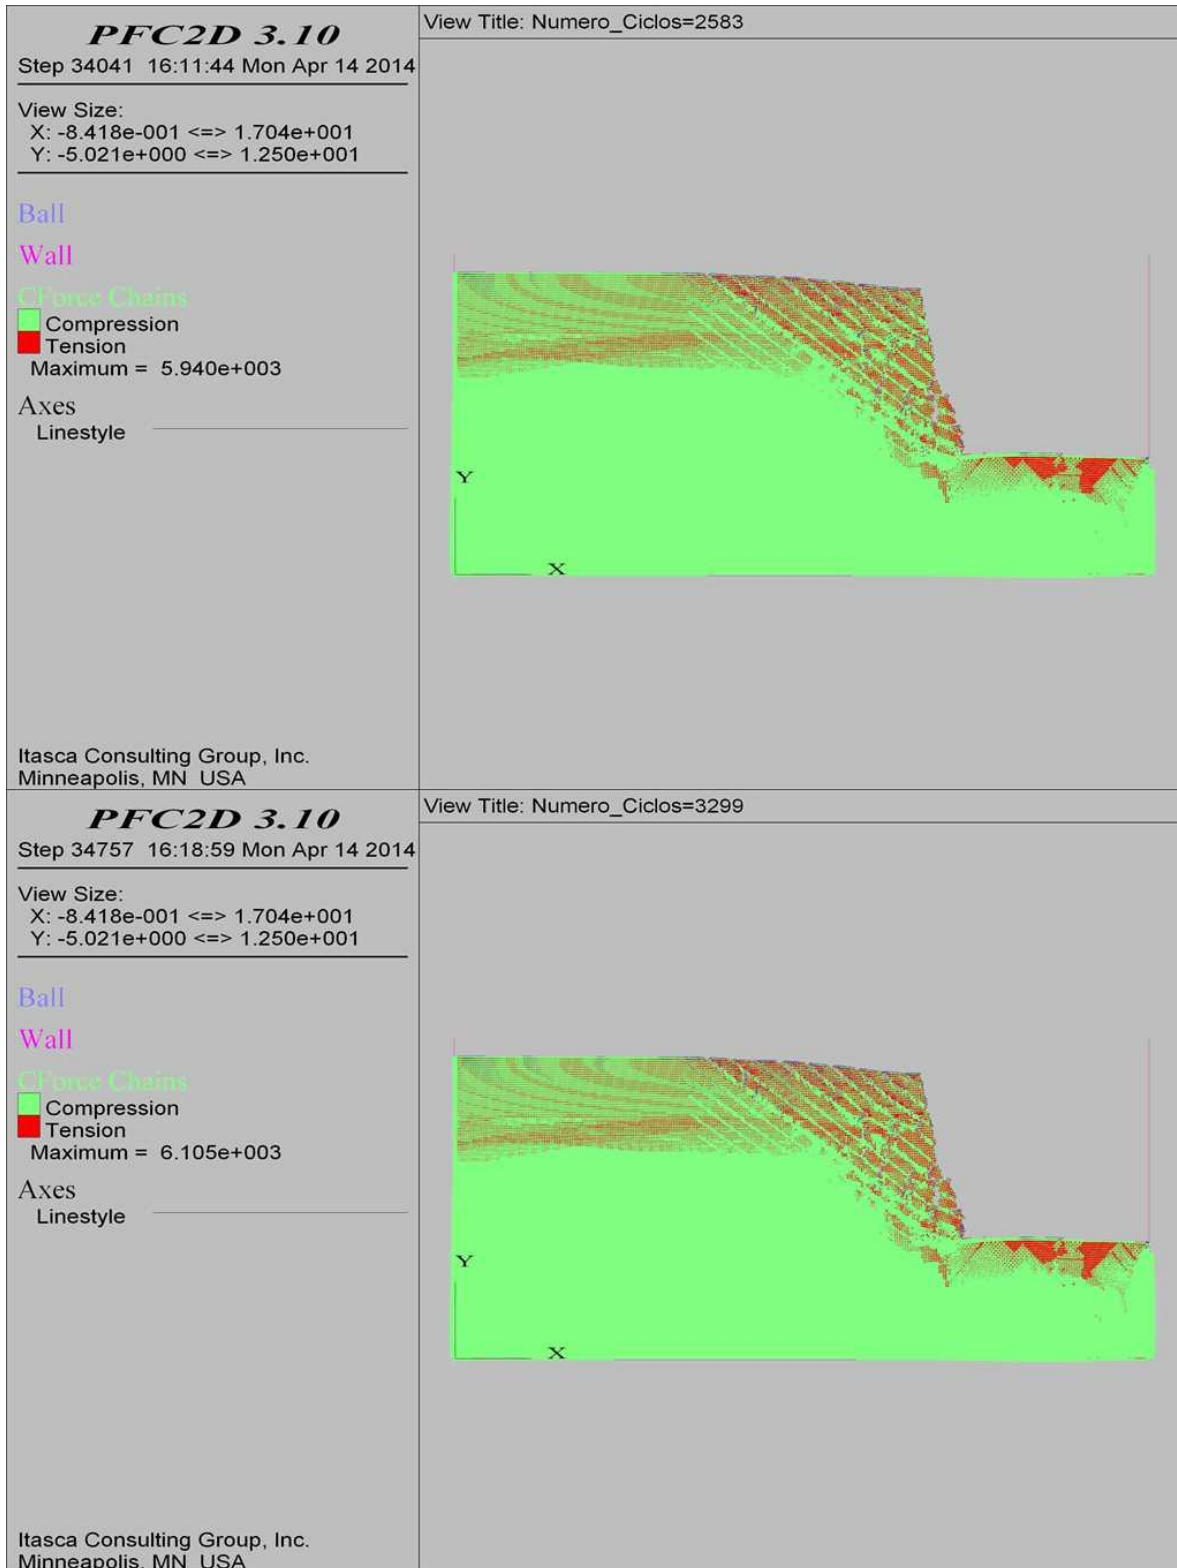 PFC2D 3.10
Step 34041 16:11:44 Mon Apr 14 2014
View Size:
X: -8.418e-001 <=> 1.704e+001
Y: -5.021e+000 <=> 1.250e+001
Ball
Wall
CForce Chains
Compression
Tension
Maximum = 5.940e+003
Axes
Linestyle
Itasca Consulting Group, Inc.
Minneapolis, MN USA
View Title: Numero_Ciclos=2583
Y
X
PFC2D 3.10
Step 34757 16:18:59 Mon Apr 14 2014
View Size:
X: -8.418e-001 <=> 1.704e+001
Y: -5.021e+000 <=> 1.250e+001
Ball
Wall
CForce Chains
Compression
Tension
Maximum = 6.105e+003
Axes
Linestyle
Itasca Consulting Group, Inc.
Minneapolis, MN USA
View Title: Numero_Ciclos=3299
Y
X